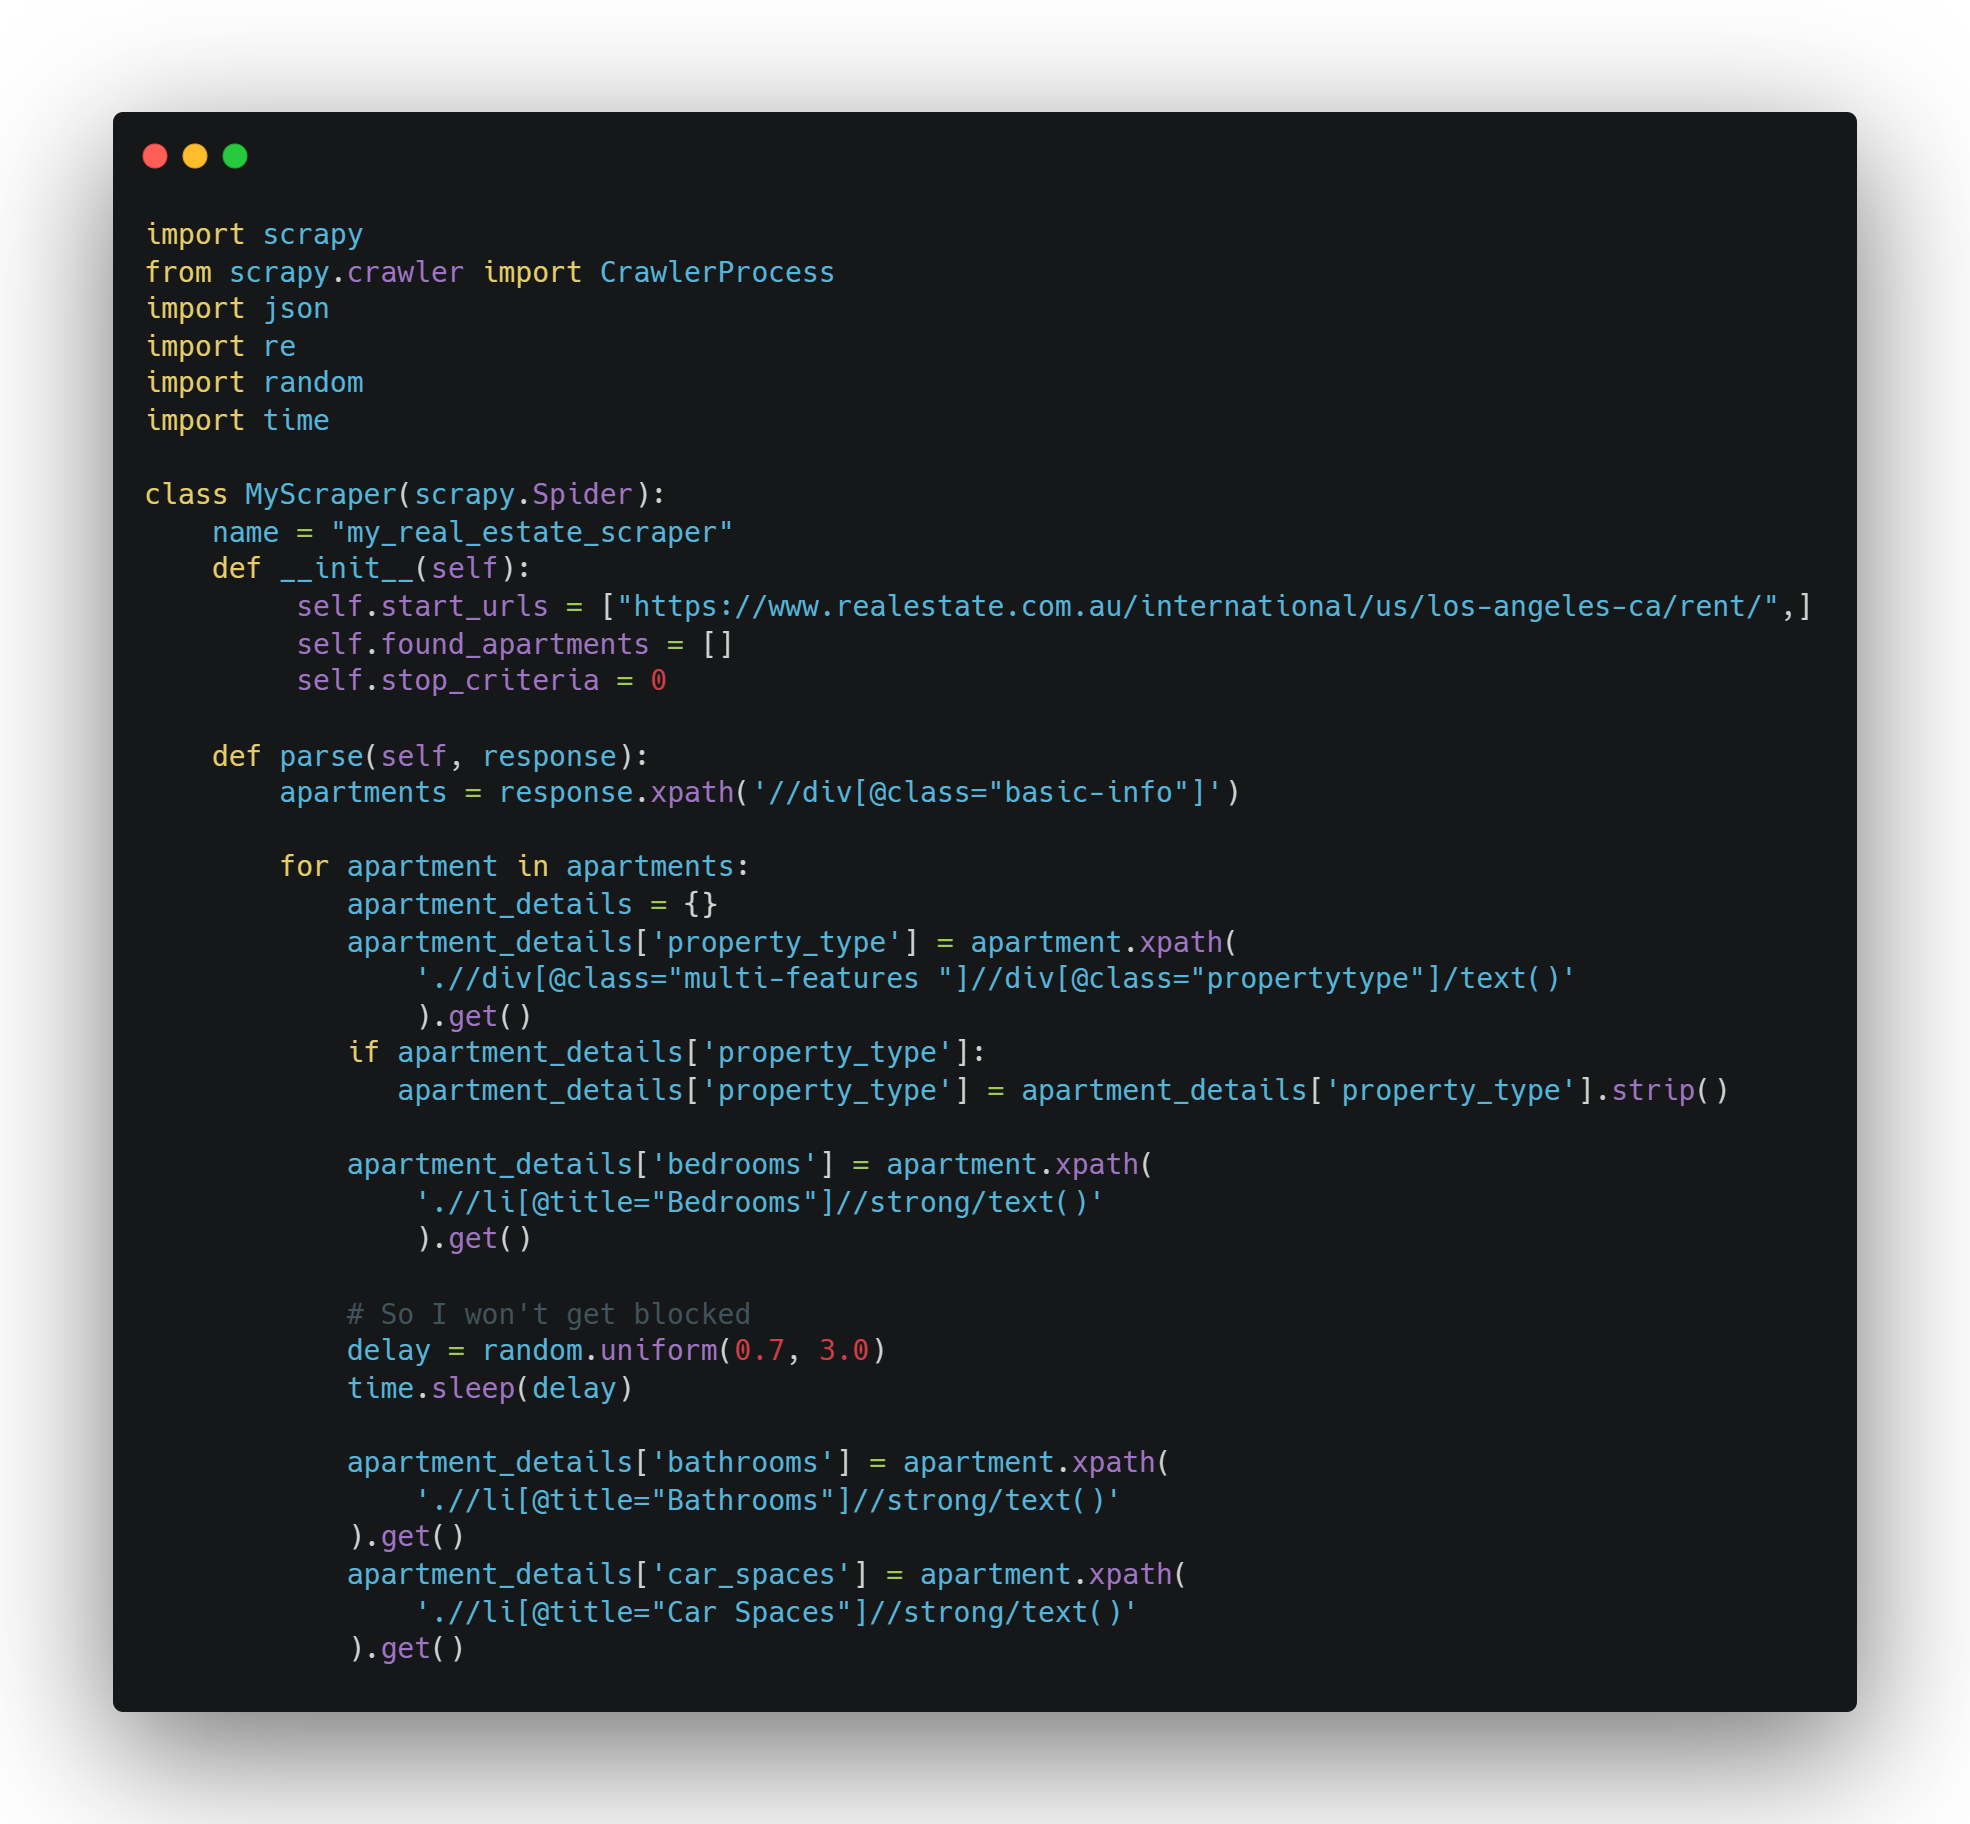 import scrapy
from scrapy.crawler import CrawlerProcess
import json
import re
import random
import time

class MyScraper(scrapy.Spider):
    name = "my_real_estate_scraper"
    def __init__(self):
         self.start_urls = ["https://www.realestate.com.au/international/us/los-angeles-ca/rent/",]
         self.found_apartments = []
         self.stop_criteria = 0

    def parse(self, response):
        apartments = response.xpath('//div[@class="basic-info"]')

        for apartment in apartments:
            apartment_details = {}
            apartment_details['property_type'] = apartment.xpath(
                './/div[@class="multi-features "]//div[@class="propertytype"]/text()'
                ).get()
            if apartment_details['property_type']:
               apartment_details['property_type'] = apartment_details['property_type'].strip()

            apartment_details['bedrooms'] = apartment.xpath(
                './/li[@title="Bedrooms"]//strong/text()'
                ).get()

            # So I won't get blocked
            delay = random.uniform(0.7, 3.0)
            time.sleep(delay)

            apartment_details['bathrooms'] = apartment.xpath(
                './/li[@title="Bathrooms"]//strong/text()'
            ).get()
            apartment_details['car_spaces'] = apartment.xpath(
                './/li[@title="Car Spaces"]//strong/text()'
            ).get()